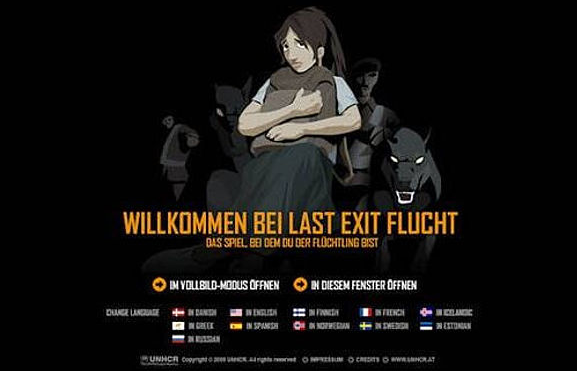 WILLKOMMEN BEI LAST EXIT FLUCHT
DAS SPIEL, BEI DEM DU DER FLÜCHTLING BIST
IM VOLLBILD-MODUS ÖFFNEN IN DIESEM FENSTER ÖFFNEN
CHANGE LANGUAGE IN DANISH IN ENGLISH IN FINNISH IN FRENCH IN ICELANDIC
IN GREEK IN SPANISH IN NORWEGIAN IN SWEDISH IN ESTONIAN
IN RUSSIAN
UNHCR Copyright © UNHCR. All rights reserved IMPRESSUM CREDITS WWW.UNHCR.AT